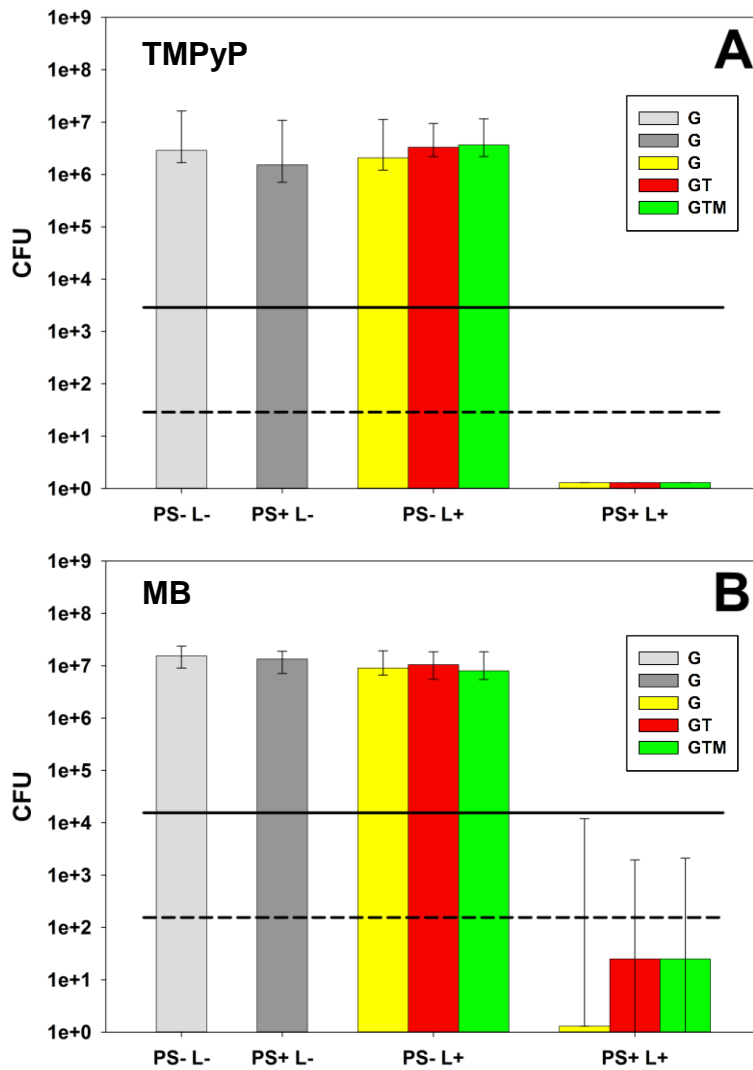 TMPyP
A
1e+9
1e+8
1e+7
1e+6
1e+5
1e+4
1e+3
1e+2
1e+1
1e+0
CFU
G
G
G
GT
GTM
PS- L-
PS+ L-
PS- L+
PS+ L+
MB
B
1e+9
1e+8
1e+7
1e+6
1e+5
1e+4
1e+3
1e+2
1e+1
1e+0
CFU
G
G
G
GT
GTM
PS- L-
PS+ L-
PS- L+
PS+ L+